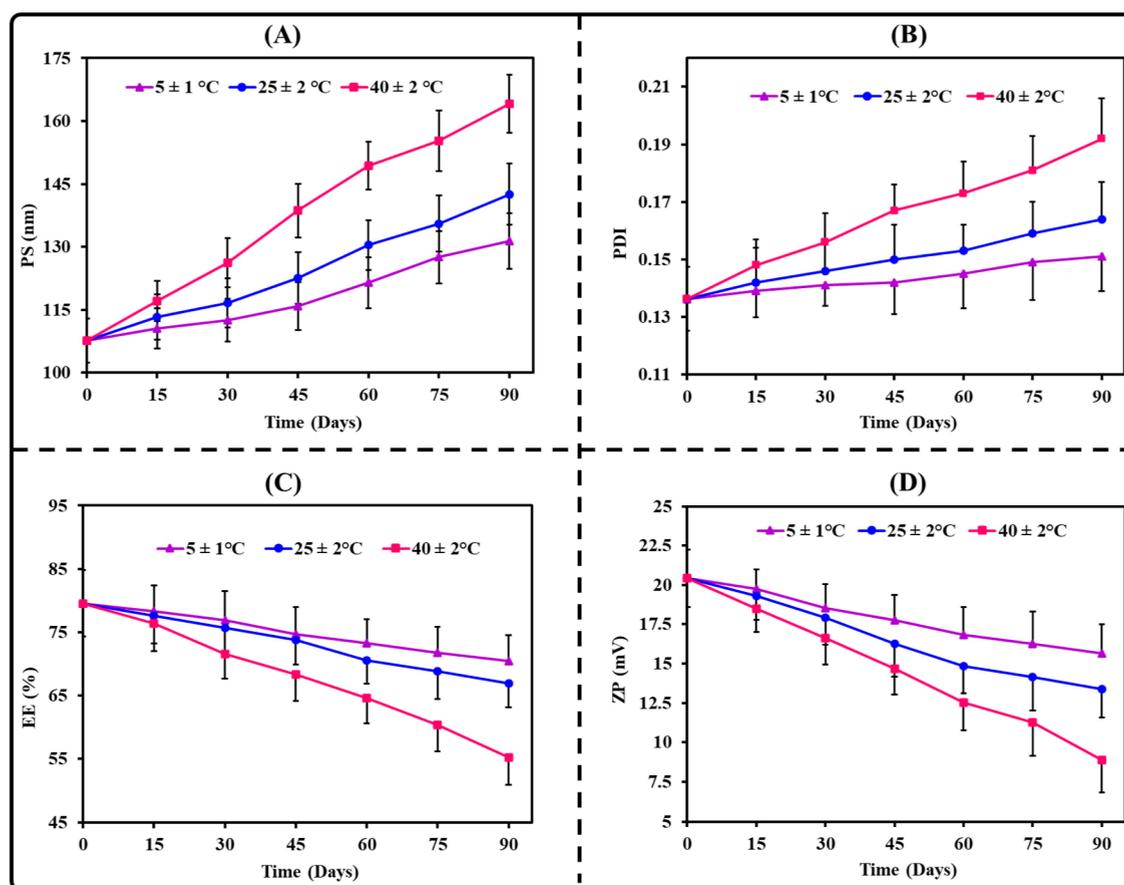 (A)
175
160
145
130
115
100
PS (nm)
5 ± 1 °C 25 ± 2 °C 40 ± 2 °C
0 15 30 45 60 75 90
Time (Days)
(B)
0.21
0.19
0.17
0.15
0.13
0.11
PDI
5 ± 1°C 25 ± 2°C 40 ± 2°C
0 15 30 45 60 75 90
Time (Days)
(C)
95
85
75
65
55
45
EE (%)
5 ± 1°C 25 ± 2°C 40 ± 2°C
0 15 30 45 60 75 90
Time (Days)
(D)
25
22.5
20
17.5
15
12.5
10
7.5
5
ZP (mV)
5 ± 1°C 25 ± 2°C 40 ± 2°C
0 15 30 45 60 75 90
Time (Days)